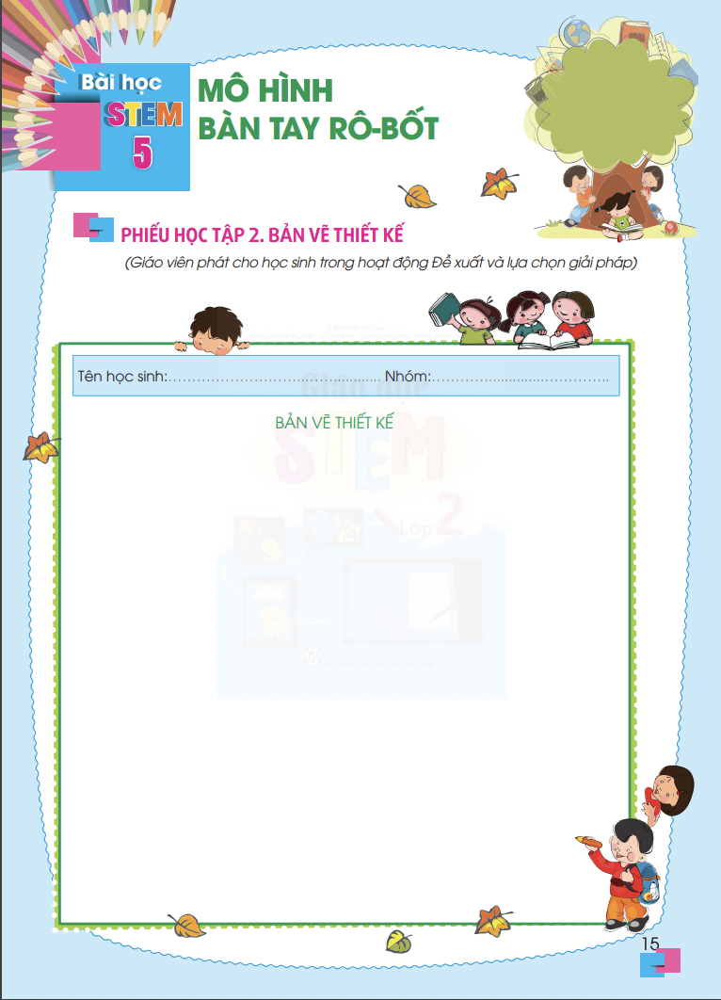 Bài học
STEM
5
MÔ HÌNH
BÀN TAY RÔ-BỐT
PHIẾU HỌC TẬP 2. BẢN VẼ THIẾT KẾ
(Giáo viên phát cho học sinh trong hoạt động Đề xuất và lựa chọn giải pháp)
Tên học sinh:............................................. Nhóm:......................................
Giáo dục
BẢN VẼ THIẾT KẾ
STEM
Lớp 2
15